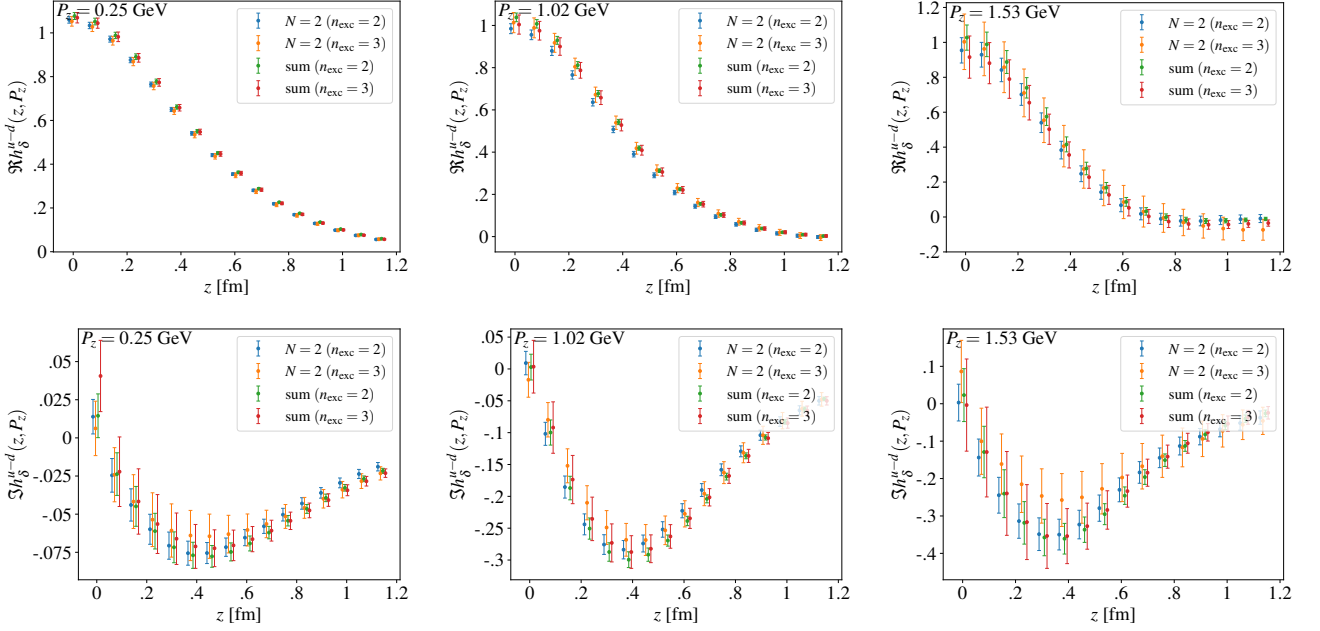 P_z = 0.25 GeV
N = 2 (n_exc = 2)
N = 2 (n_exc = 3)
sum (n_exc = 2)
sum (n_exc = 3)
1
.8
.6
.4
.2
0
ℜh_δ^{u−d}(z, P_z)
0 .2 .4 .6 .8 1 1.2
z [fm]
P_z = 1.02 GeV
N = 2 (n_exc = 2)
N = 2 (n_exc = 3)
sum (n_exc = 2)
sum (n_exc = 3)
1
.8
.6
.4
.2
0
ℜh_δ^{u−d}(z, P_z)
0 .2 .4 .6 .8 1 1.2
z [fm]
P_z = 1.53 GeV
N = 2 (n_exc = 2)
N = 2 (n_exc = 3)
sum (n_exc = 2)
sum (n_exc = 3)
1.2
1
.8
.6
.4
.2
0
-.2
ℜh_δ^{u−d}(z, P_z)
0 .2 .4 .6 .8 1 1.2
z [fm]
P_z = 0.25 GeV
N = 2 (n_exc = 2)
N = 2 (n_exc = 3)
sum (n_exc = 2)
sum (n_exc = 3)
.05
.025
0
-.025
-.05
-.075
ℑh_δ^{u−d}(z, P_z)
0 .2 .4 .6 .8 1 1.2
z [fm]
P_z = 1.02 GeV
N = 2 (n_exc = 2)
N = 2 (n_exc = 3)
sum (n_exc = 2)
sum (n_exc = 3)
.05
0
-.05
-.1
-.15
-.2
-.25
-.3
ℑh_δ^{u−d}(z, P_z)
0 .2 .4 .6 .8 1 1.2
z [fm]
P_z = 1.53 GeV
N = 2 (n_exc = 2)
N = 2 (n_exc = 3)
sum (n_exc = 2)
sum (n_exc = 3)
.1
0
-.1
-.2
-.3
-.4
ℑh_δ^{u−d}(z, P_z)
0 .2 .4 .6 .8 1 1.2
z [fm]